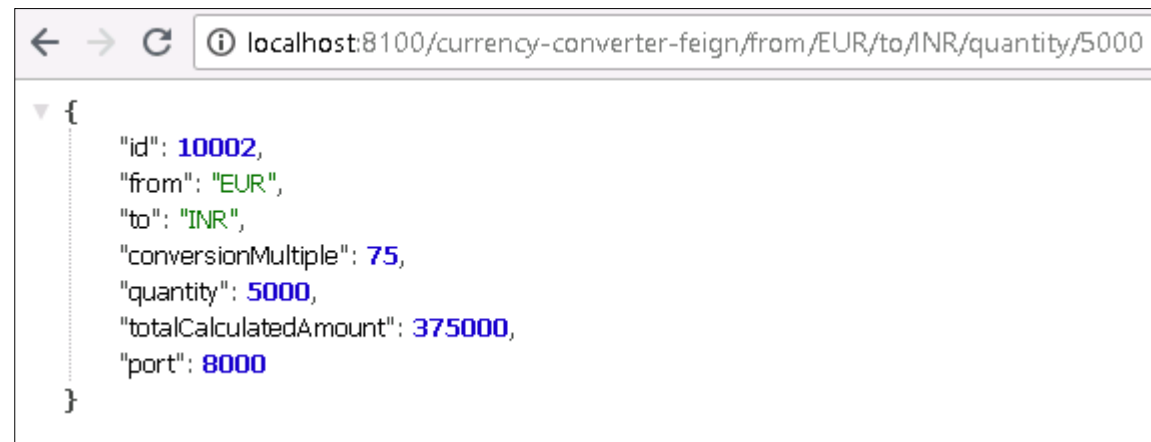 localhost:8100/currency-converter-feign/from/EUR/to/INR/quantity/5000
{
"id": 10002,
"from": "EUR",
"to": "INR",
"conversionMultiple": 75,
"quantity": 5000,
"totalCalculatedAmount": 375000,
"port": 8000
}